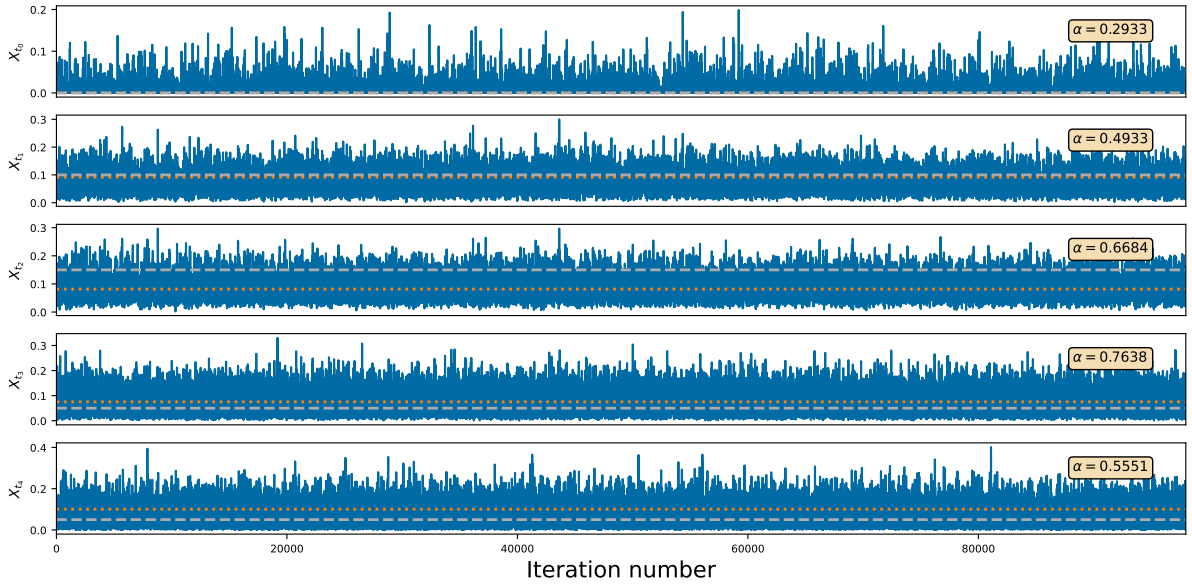 0.2
0.1
0.0
X_{t_0}
α = 0.2933
0.3
0.2
0.1
0.0
X_{t_1}
α = 0.4933
0.3
0.2
0.1
0.0
X_{t_2}
α = 0.6684
0.3
0.2
0.1
0.0
X_{t_3}
α = 0.7638
0.4
0.2
0.0
X_{t_4}
α = 0.5551
0
20000
40000
60000
80000
Iteration number